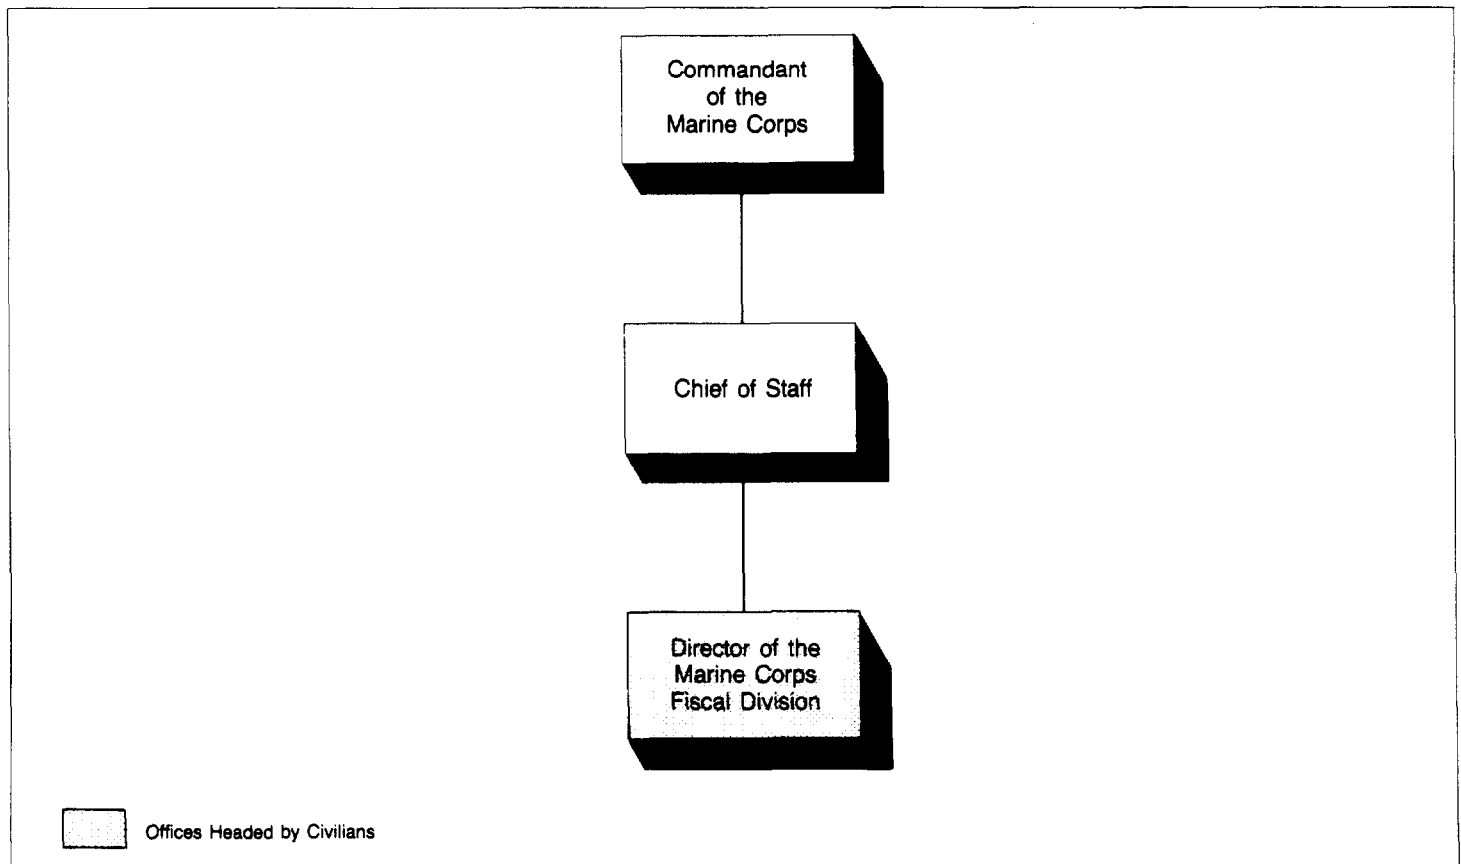 Commandant
of the
Marine Corps
Chief of Staff
Director of the
Marine Corps
Fiscal Division
Offices Headed by Civilians